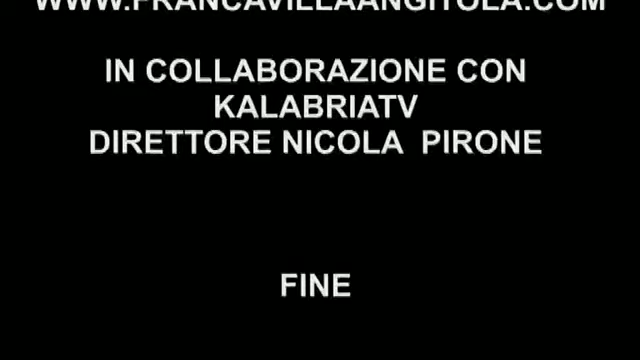 WWW.FRANCAVILLAANGITOLA.COM
IN COLLABORAZIONE CON
KALABRIATV
DIRETTORE NICOLA PIRONE
FINE